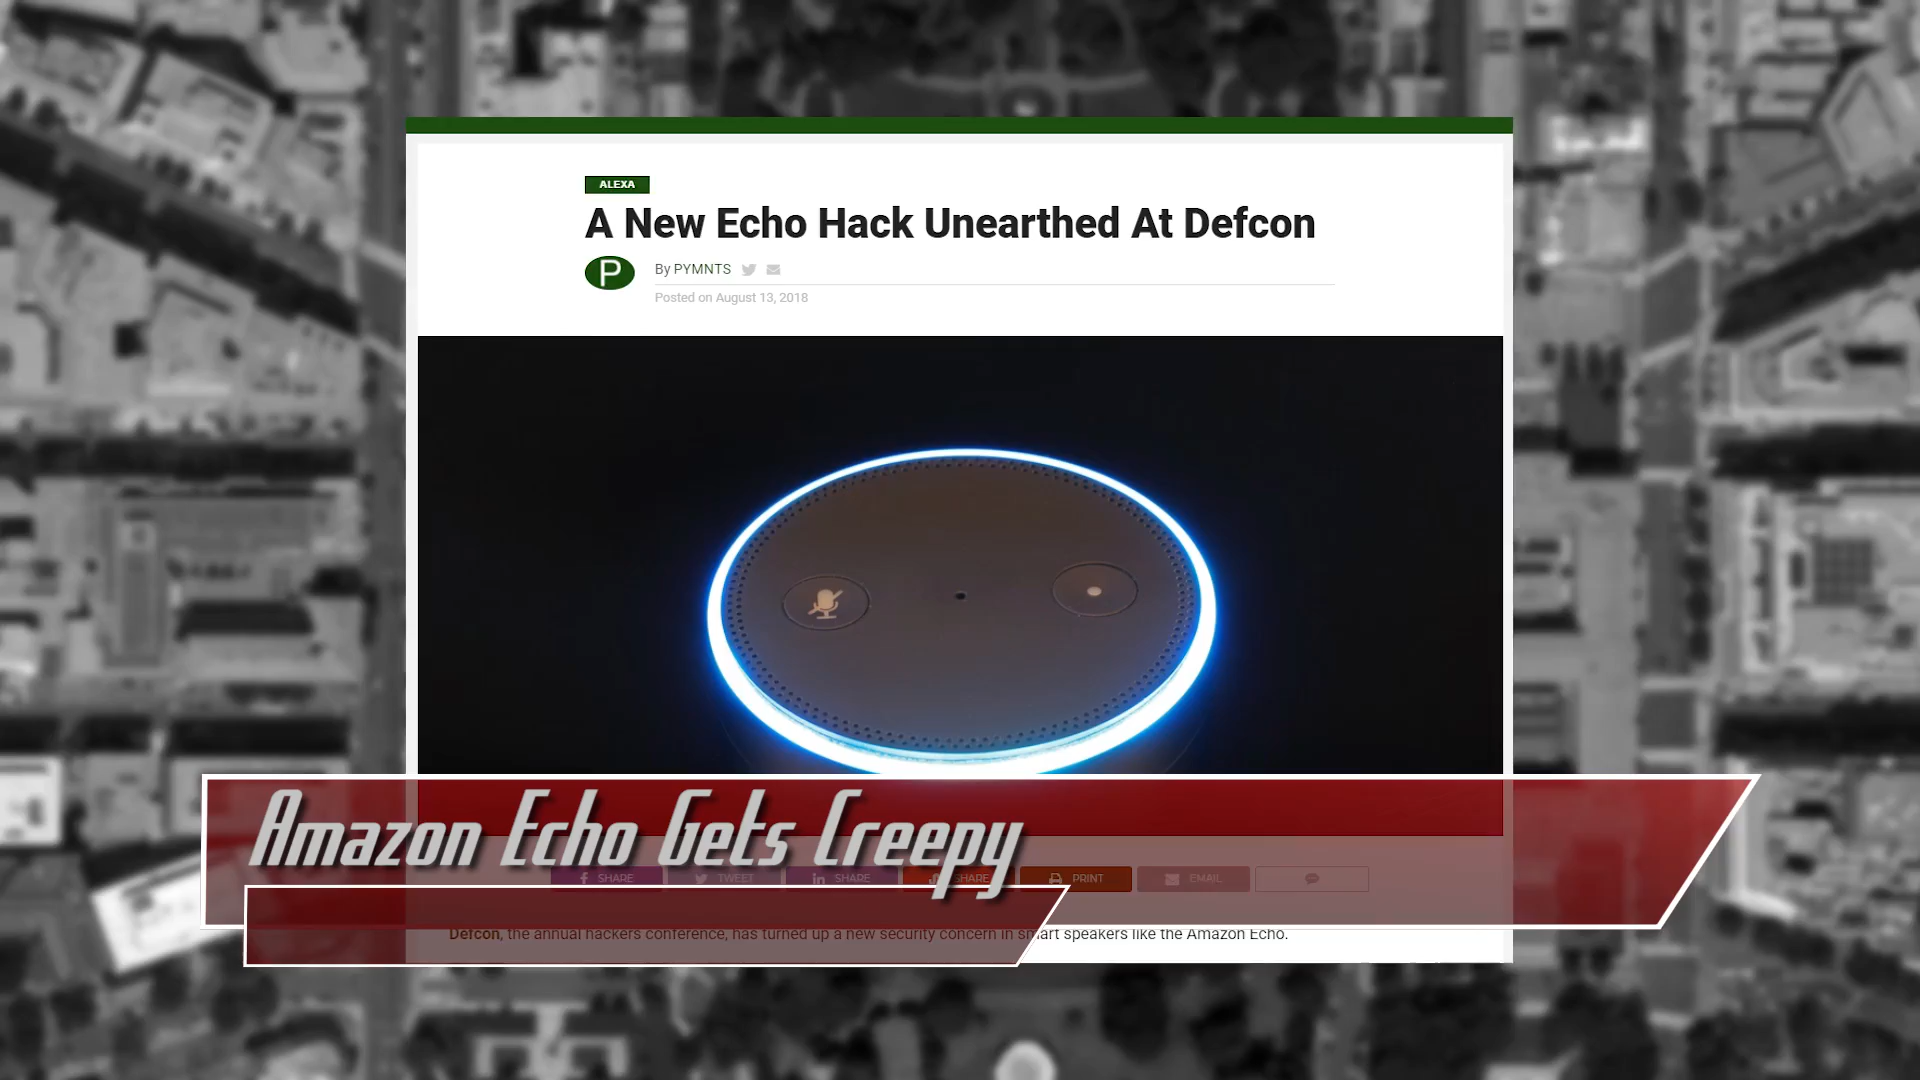 ALEXA
A New Echo Hack Unearthed At Defcon
P
By PYMNTS
Posted on August 13, 2018
Amazon Echo Gets Creepy
SHARE TWEET SHARE SHARE PRINT EMAIL
Defcon, the annual hackers conference, has turned up a new security concern in smart speakers like the Amazon Echo.